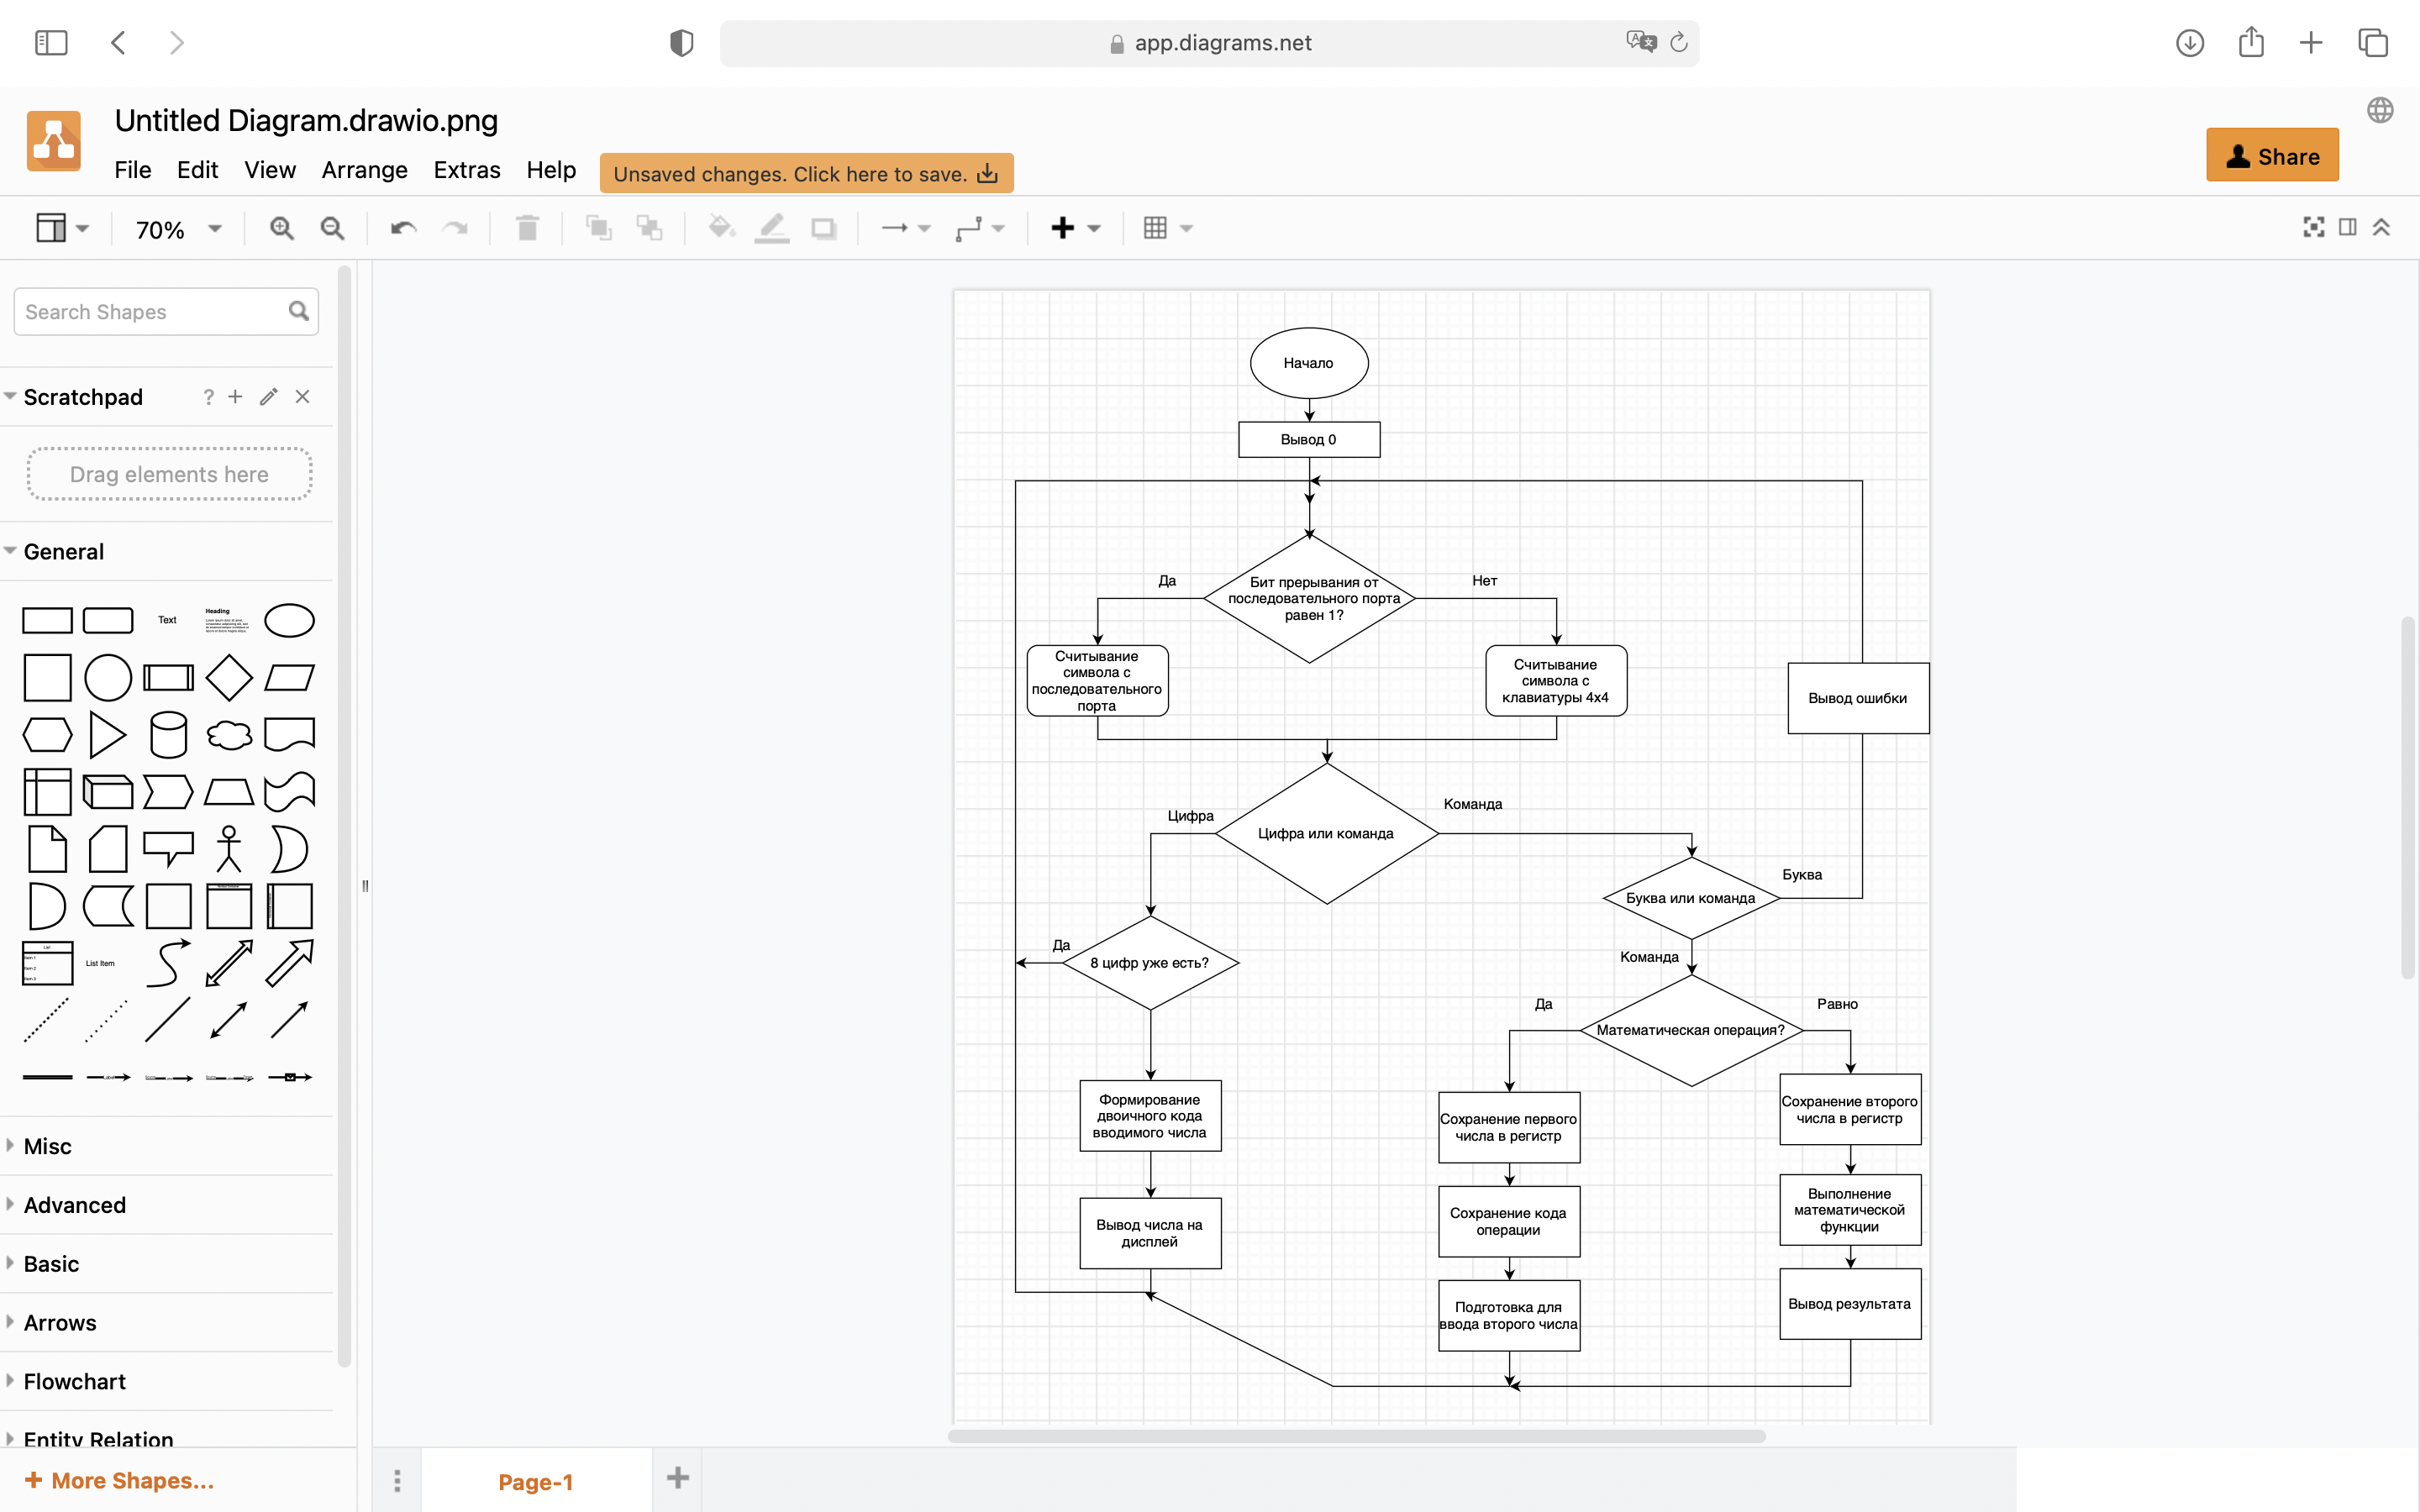 app.diagrams.net
Untitled Diagram.drawio.png
File Edit View Arrange Extras Help
Unsaved changes. Click here to save.
Share
70%
Search Shapes
Scratchpad
?
Drag elements here
General
Text
Heading
List Item
Misc
Advanced
Basic
Arrows
Flowchart
Entity Relation
More Shapes...
Page-1
Начало
Вывод 0
Да
Бит прерывания от
последовательного порта
равен 1?
Нет
Считывание
символа с
последовательного
порта
Считывание
символа с
клавиатуры 4x4
Вывод ошибки
Цифра
Цифра или команда
Команда
Буква или команда
Буква
Да
8 цифр уже есть?
Команда
Да
Математическая операция?
Равно
Формирование
двоичного кода
вводимого числа
Сохранение первого
числа в регистр
Сохранение второго
числа в регистр
Вывод числа на
дисплей
Сохранение кода
операции
Выполнение
математической
функции
Подготовка для
ввода второго числа
Вывод результата